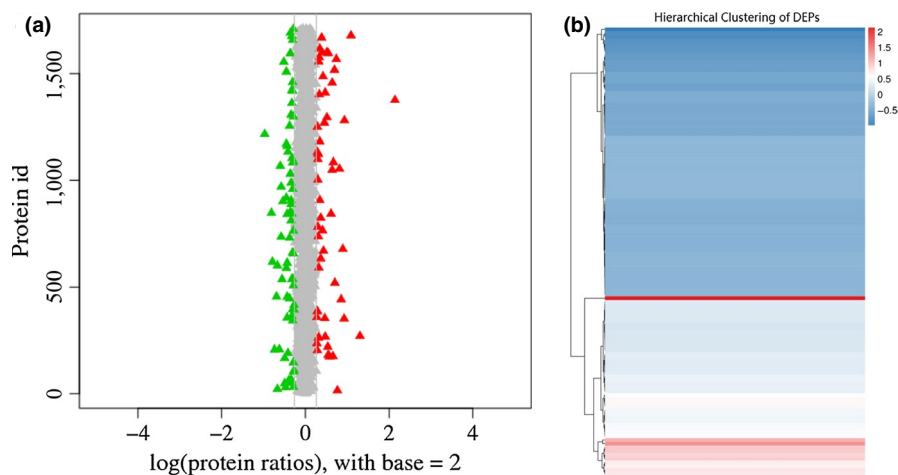 (a)
Protein id
1,500
1,000
500
0
−4 −2 0 2 4
log(protein ratios), with base = 2
(b)
Hierarchical Clustering of DEPs
2
1.5
1
0.5
0
−0.5